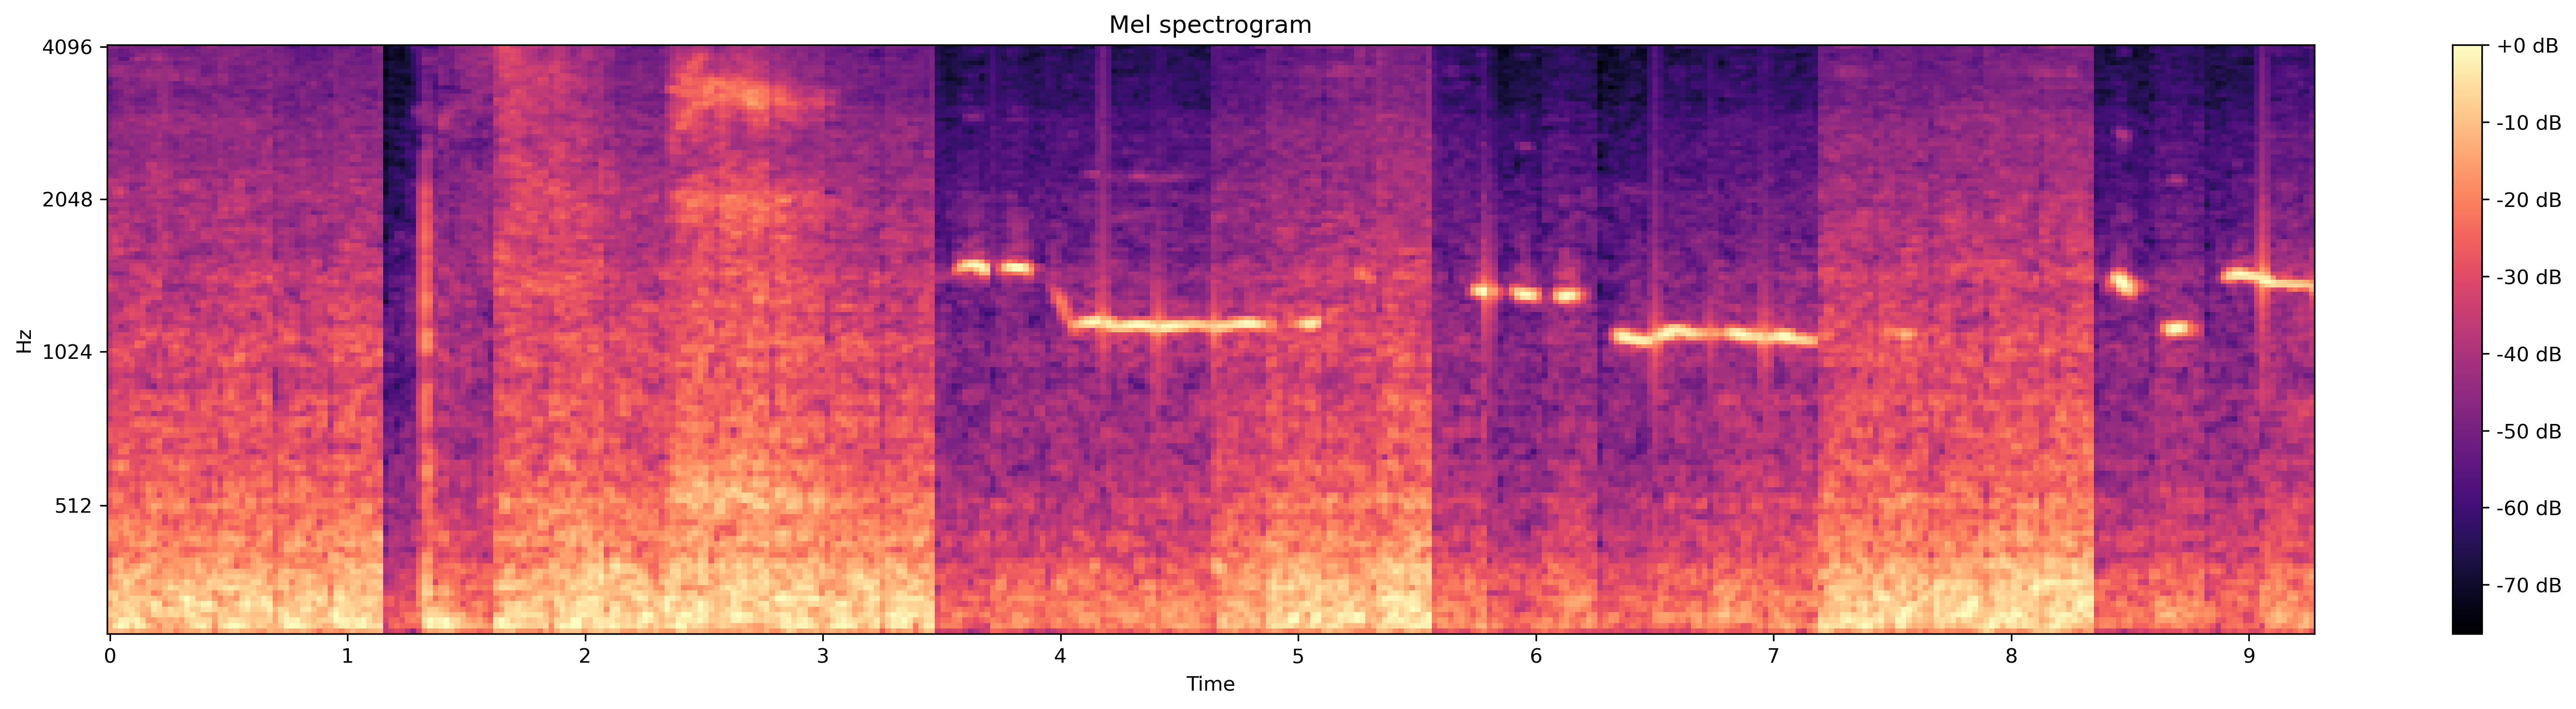 Mel spectrogram
4096
2048
1024
512
Hz
0 1 2 3 4 5 6 7 8 9
Time
+0 dB
-10 dB
-20 dB
-30 dB
-40 dB
-50 dB
-60 dB
-70 dB